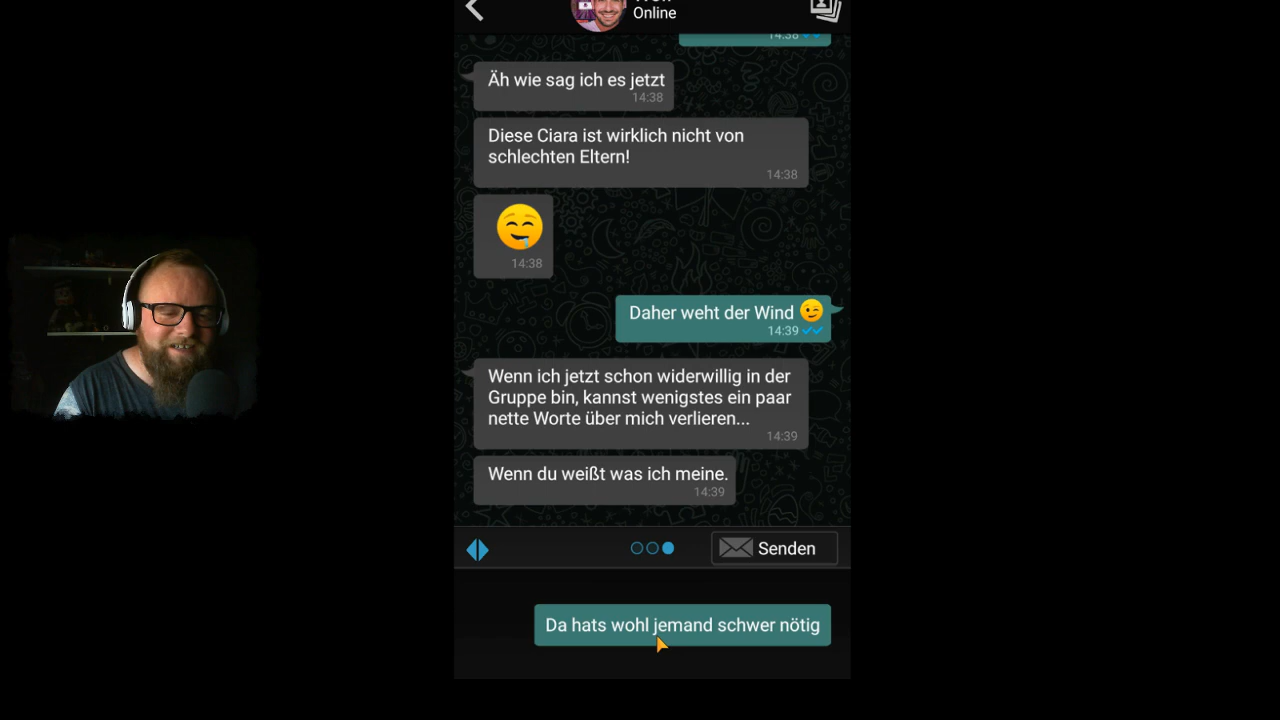 Online
14:38
Äh wie sag ich es jetzt
14:38
Diese Ciara ist wirklich nicht von
schlechten Eltern!
14:38
14:38
Daher weht der Wind 😉
14:39
Wenn ich jetzt schon widerwillig in der
Gruppe bin, kannst wenigstes ein paar
nette Worte über mich verlieren...
14:39
Wenn du weißt was ich meine.
14:39
Senden
Da hats wohl jemand schwer nötig